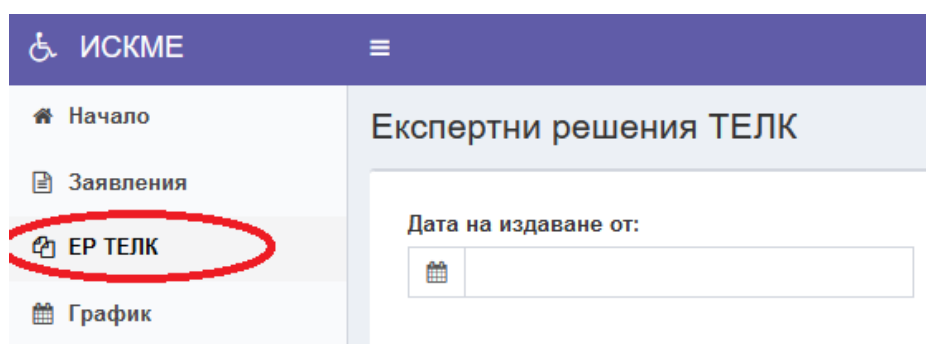 ИСКМЕ
Начало
Заявления
ЕР ТЕЛК
График
Експертни решения ТЕЛК
Дата на издаване от: